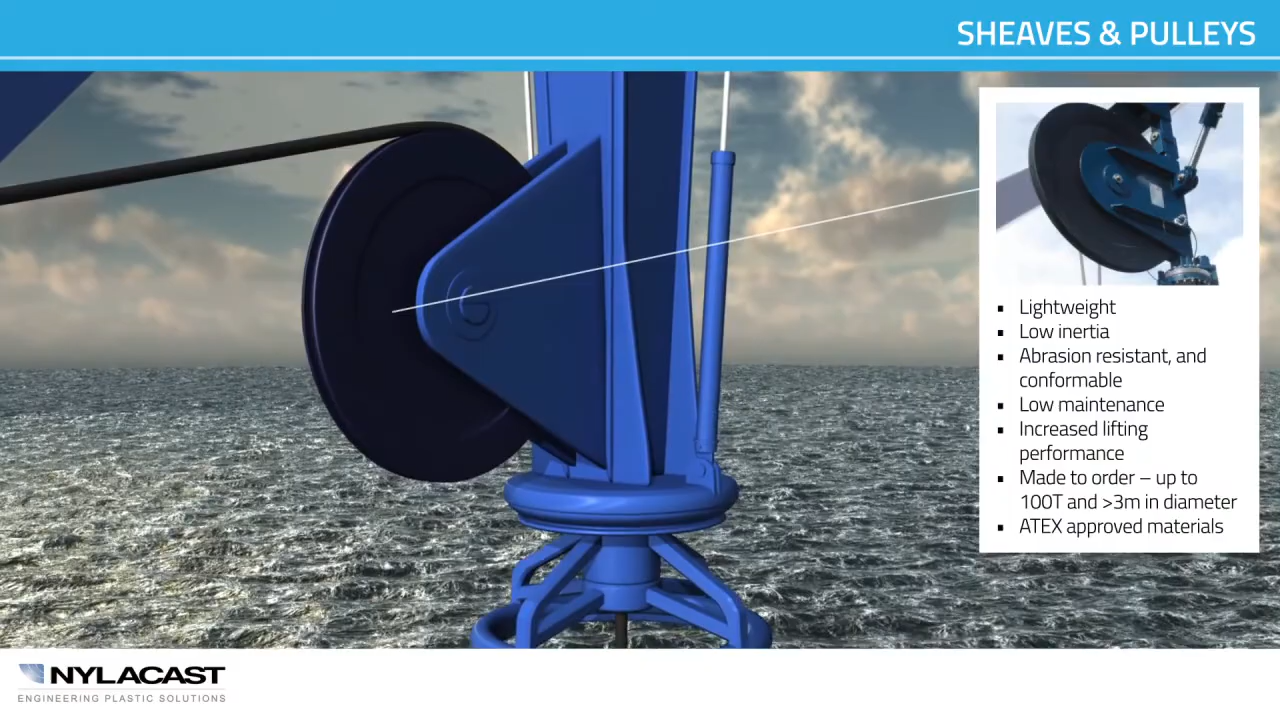 SHEAVES & PULLEYS
▪ Lightweight
▪ Low inertia
▪ Abrasion resistant, and
conformable
▪ Low maintenance
▪ Increased lifting
performance
▪ Made to order – up to
100T and >3m in diameter
▪ ATEX approved materials
NYLACAST
ENGINEERING PLASTIC SOLUTIONS